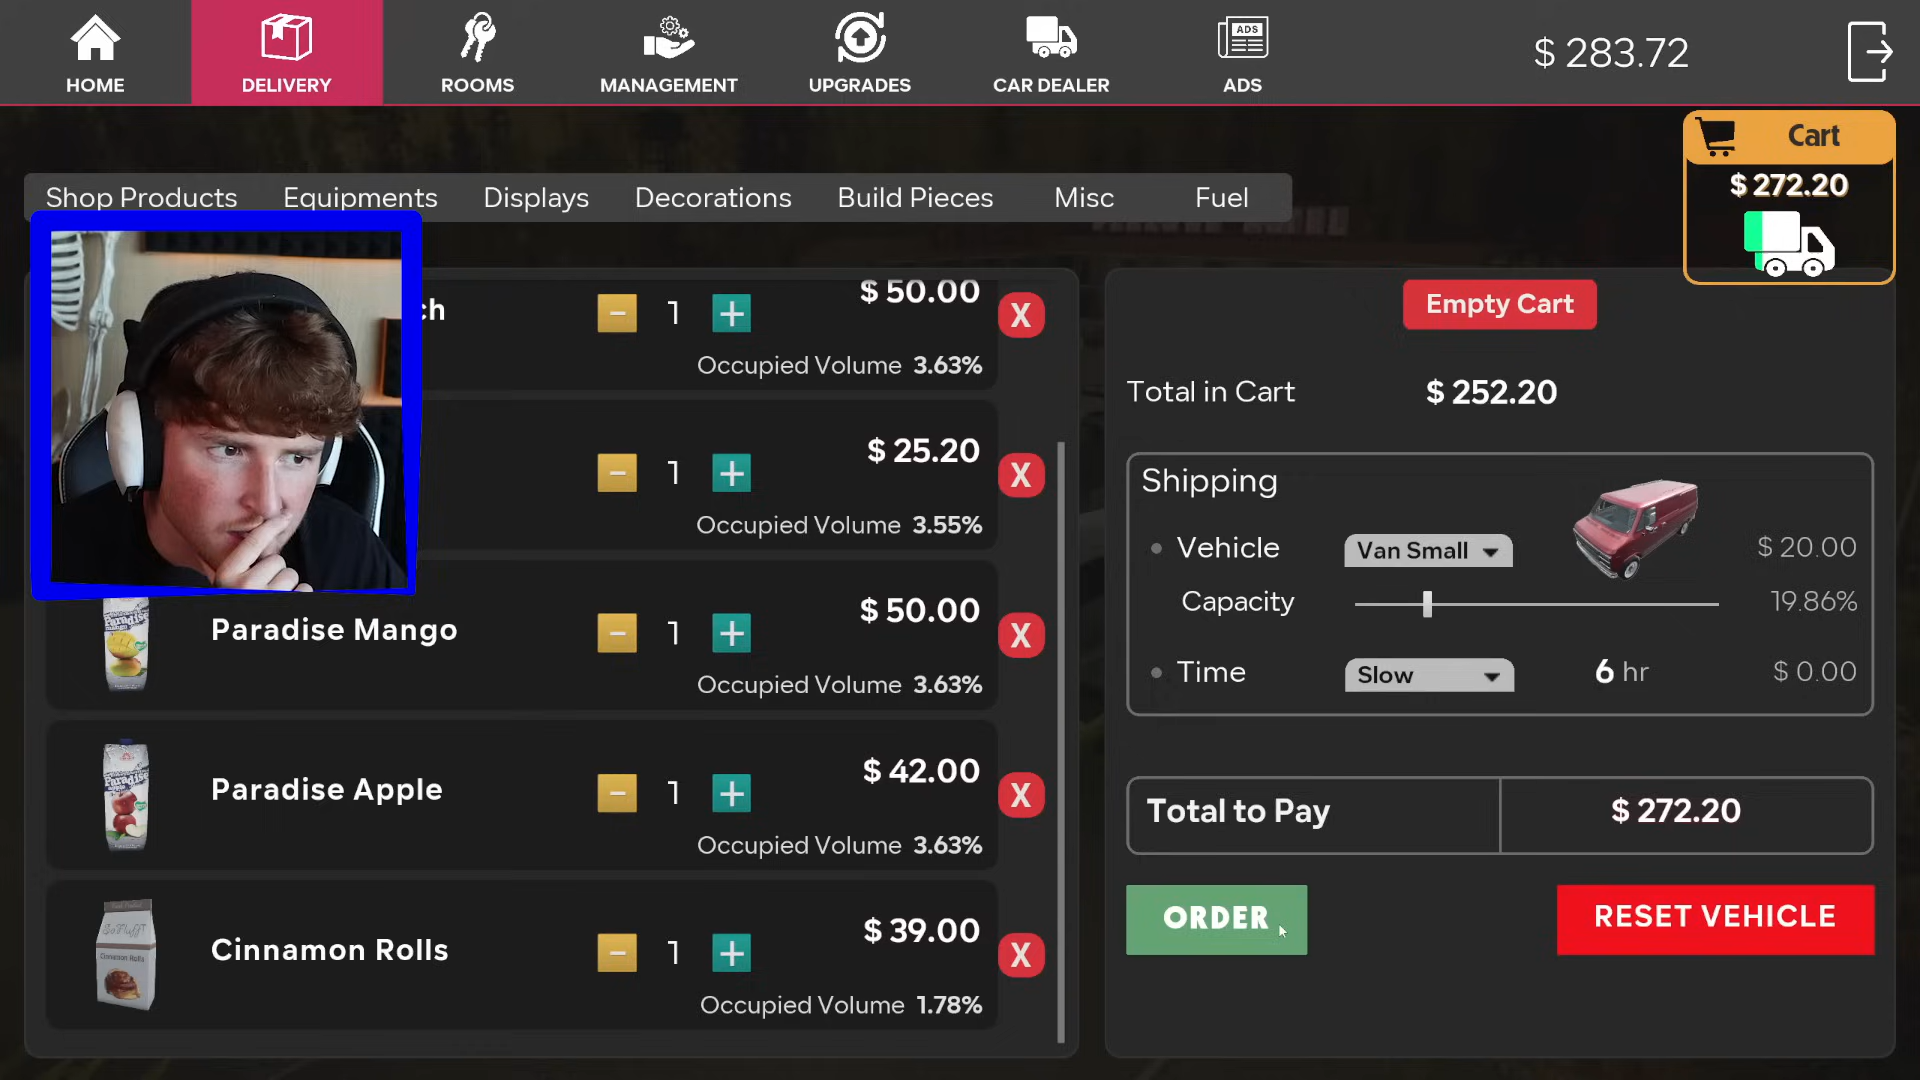 HOME
DELIVERY
ROOMS
MANAGEMENT
UPGRADES
CAR DEALER
ADS
ADS
$ 283.72
Cart
$ 272.20
Shop Products
Equipments
Displays
Decorations
Build Pieces
Misc
Fuel
ch
- 1 +
$ 50.00
X
Occupied Volume 3.63%
- 1 +
$ 25.20
X
Occupied Volume 3.55%
Paradise Mango
- 1 +
$ 50.00
X
Occupied Volume 3.63%
Paradise Apple
- 1 +
$ 42.00
X
Occupied Volume 3.63%
Cinnamon Rolls
- 1 +
$ 39.00
X
Occupied Volume 1.78%
Empty Cart
Total in Cart
$ 252.20
Shipping
Vehicle
Van Small
$ 20.00
Capacity
19.86%
Time
Slow
6 hr
$ 0.00
Total to Pay
$ 272.20
ORDER
RESET VEHICLE